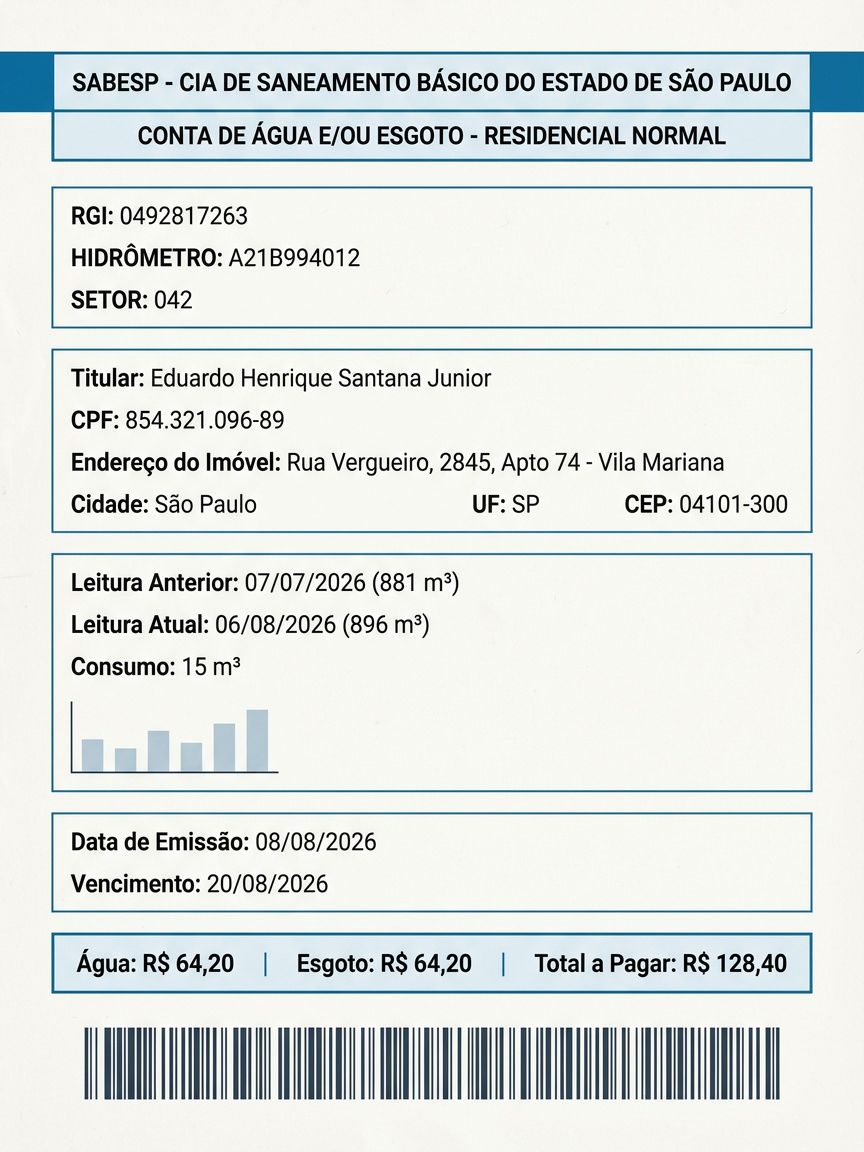 SABESP - CIA DE SANEAMENTO BÁSICO DO ESTADO DE SÃO PAULO
CONTA DE ÁGUA E/OU ESGOTO - RESIDENCIAL NORMAL
RGI: 0492817263
HIDRÔMETRO: A21B994012
SETOR: 042
Titular: Eduardo Henrique Santana Junior
CPF: 854.321.096-89
Endereço do Imóvel: Rua Vergueiro, 2845, Apto 74 - Vila Mariana
Cidade: São Paulo UF: SP CEP: 04101-300
Leitura Anterior: 07/07/2026 (881 m³)
Leitura Atual: 06/08/2026 (896 m³)
Consumo: 15 m³
Data de Emissão: 08/08/2026
Vencimento: 20/08/2026
Água: R$ 64,20 | Esgoto: R$ 64,20 | Total a Pagar: R$ 128,40